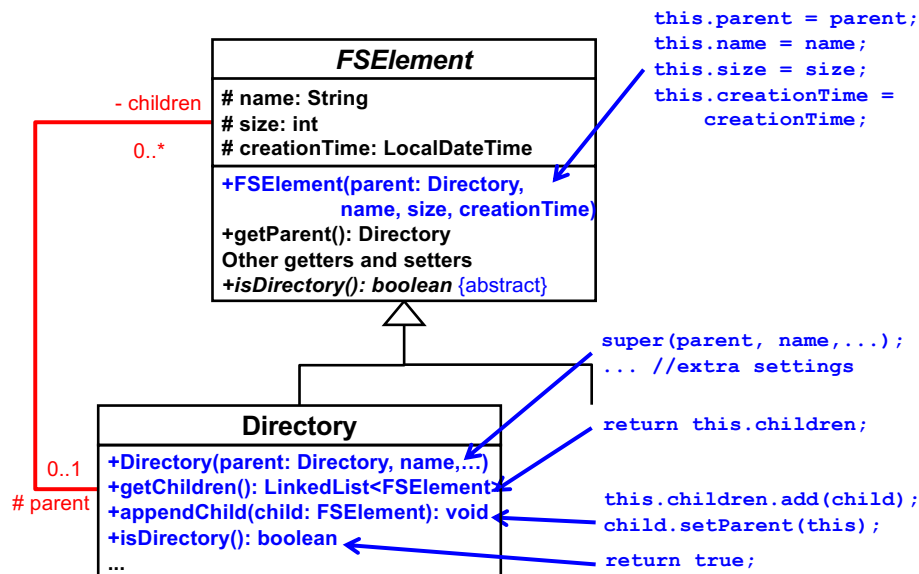 this.parent = parent;
this.name = name;
this.size = size;
this.creationTime =
creationTime;
FSElement
# name: String
# size: int
# creationTime: LocalDateTime
- children
0..*
+FSElement(parent: Directory,
name, size, creationTime)
+getParent(): Directory
Other getters and setters
+isDirectory(): boolean {abstract}
super(parent, name,...);
... //extra settings
Directory
return this.children;
+Directory(parent: Directory, name,...)
+getChildren(): LinkedList<FSElement>
+appendChild(child: FSElement): void
+isDirectory(): boolean
...
0..1
# parent
this.children.add(child);
child.setParent(this);
return true;